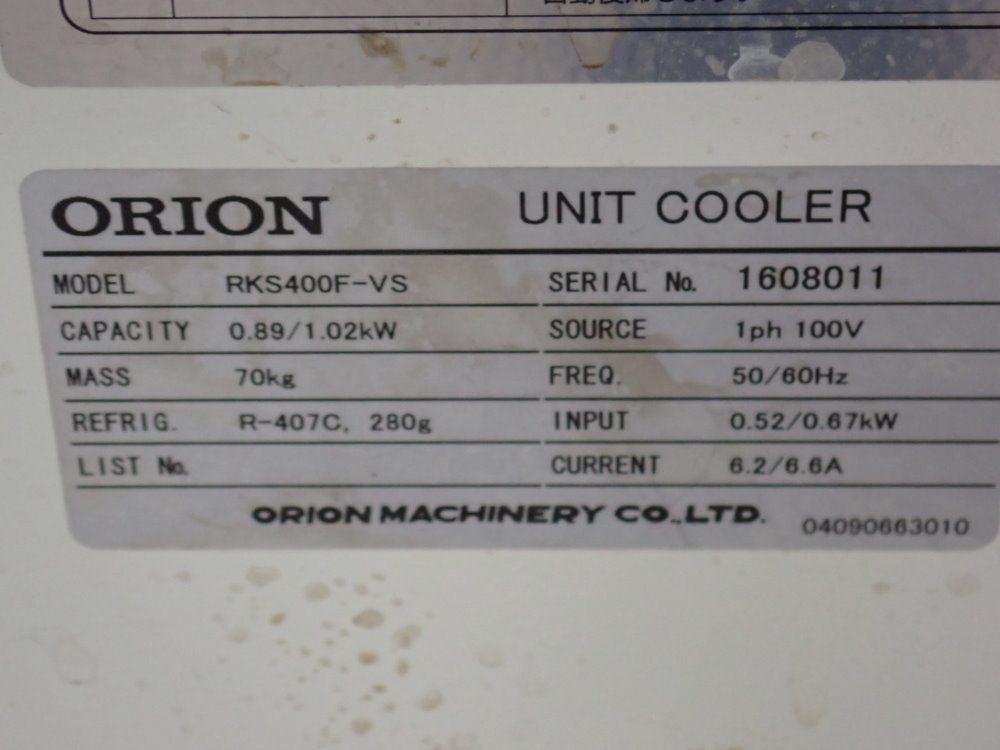 ORION UNIT COOLER
MODEL RKS400F-VS SERIAL No. 1608011
CAPACITY 0.89/1.02kW SOURCE 1ph 100V
MASS 70kg FREQ. 50/60Hz
REFRIG. R-407C, 280g INPUT 0.52/0.67kW
LIST No. CURRENT 6.2/6.6A
ORION MACHINERY CO.,LTD. 04090663010